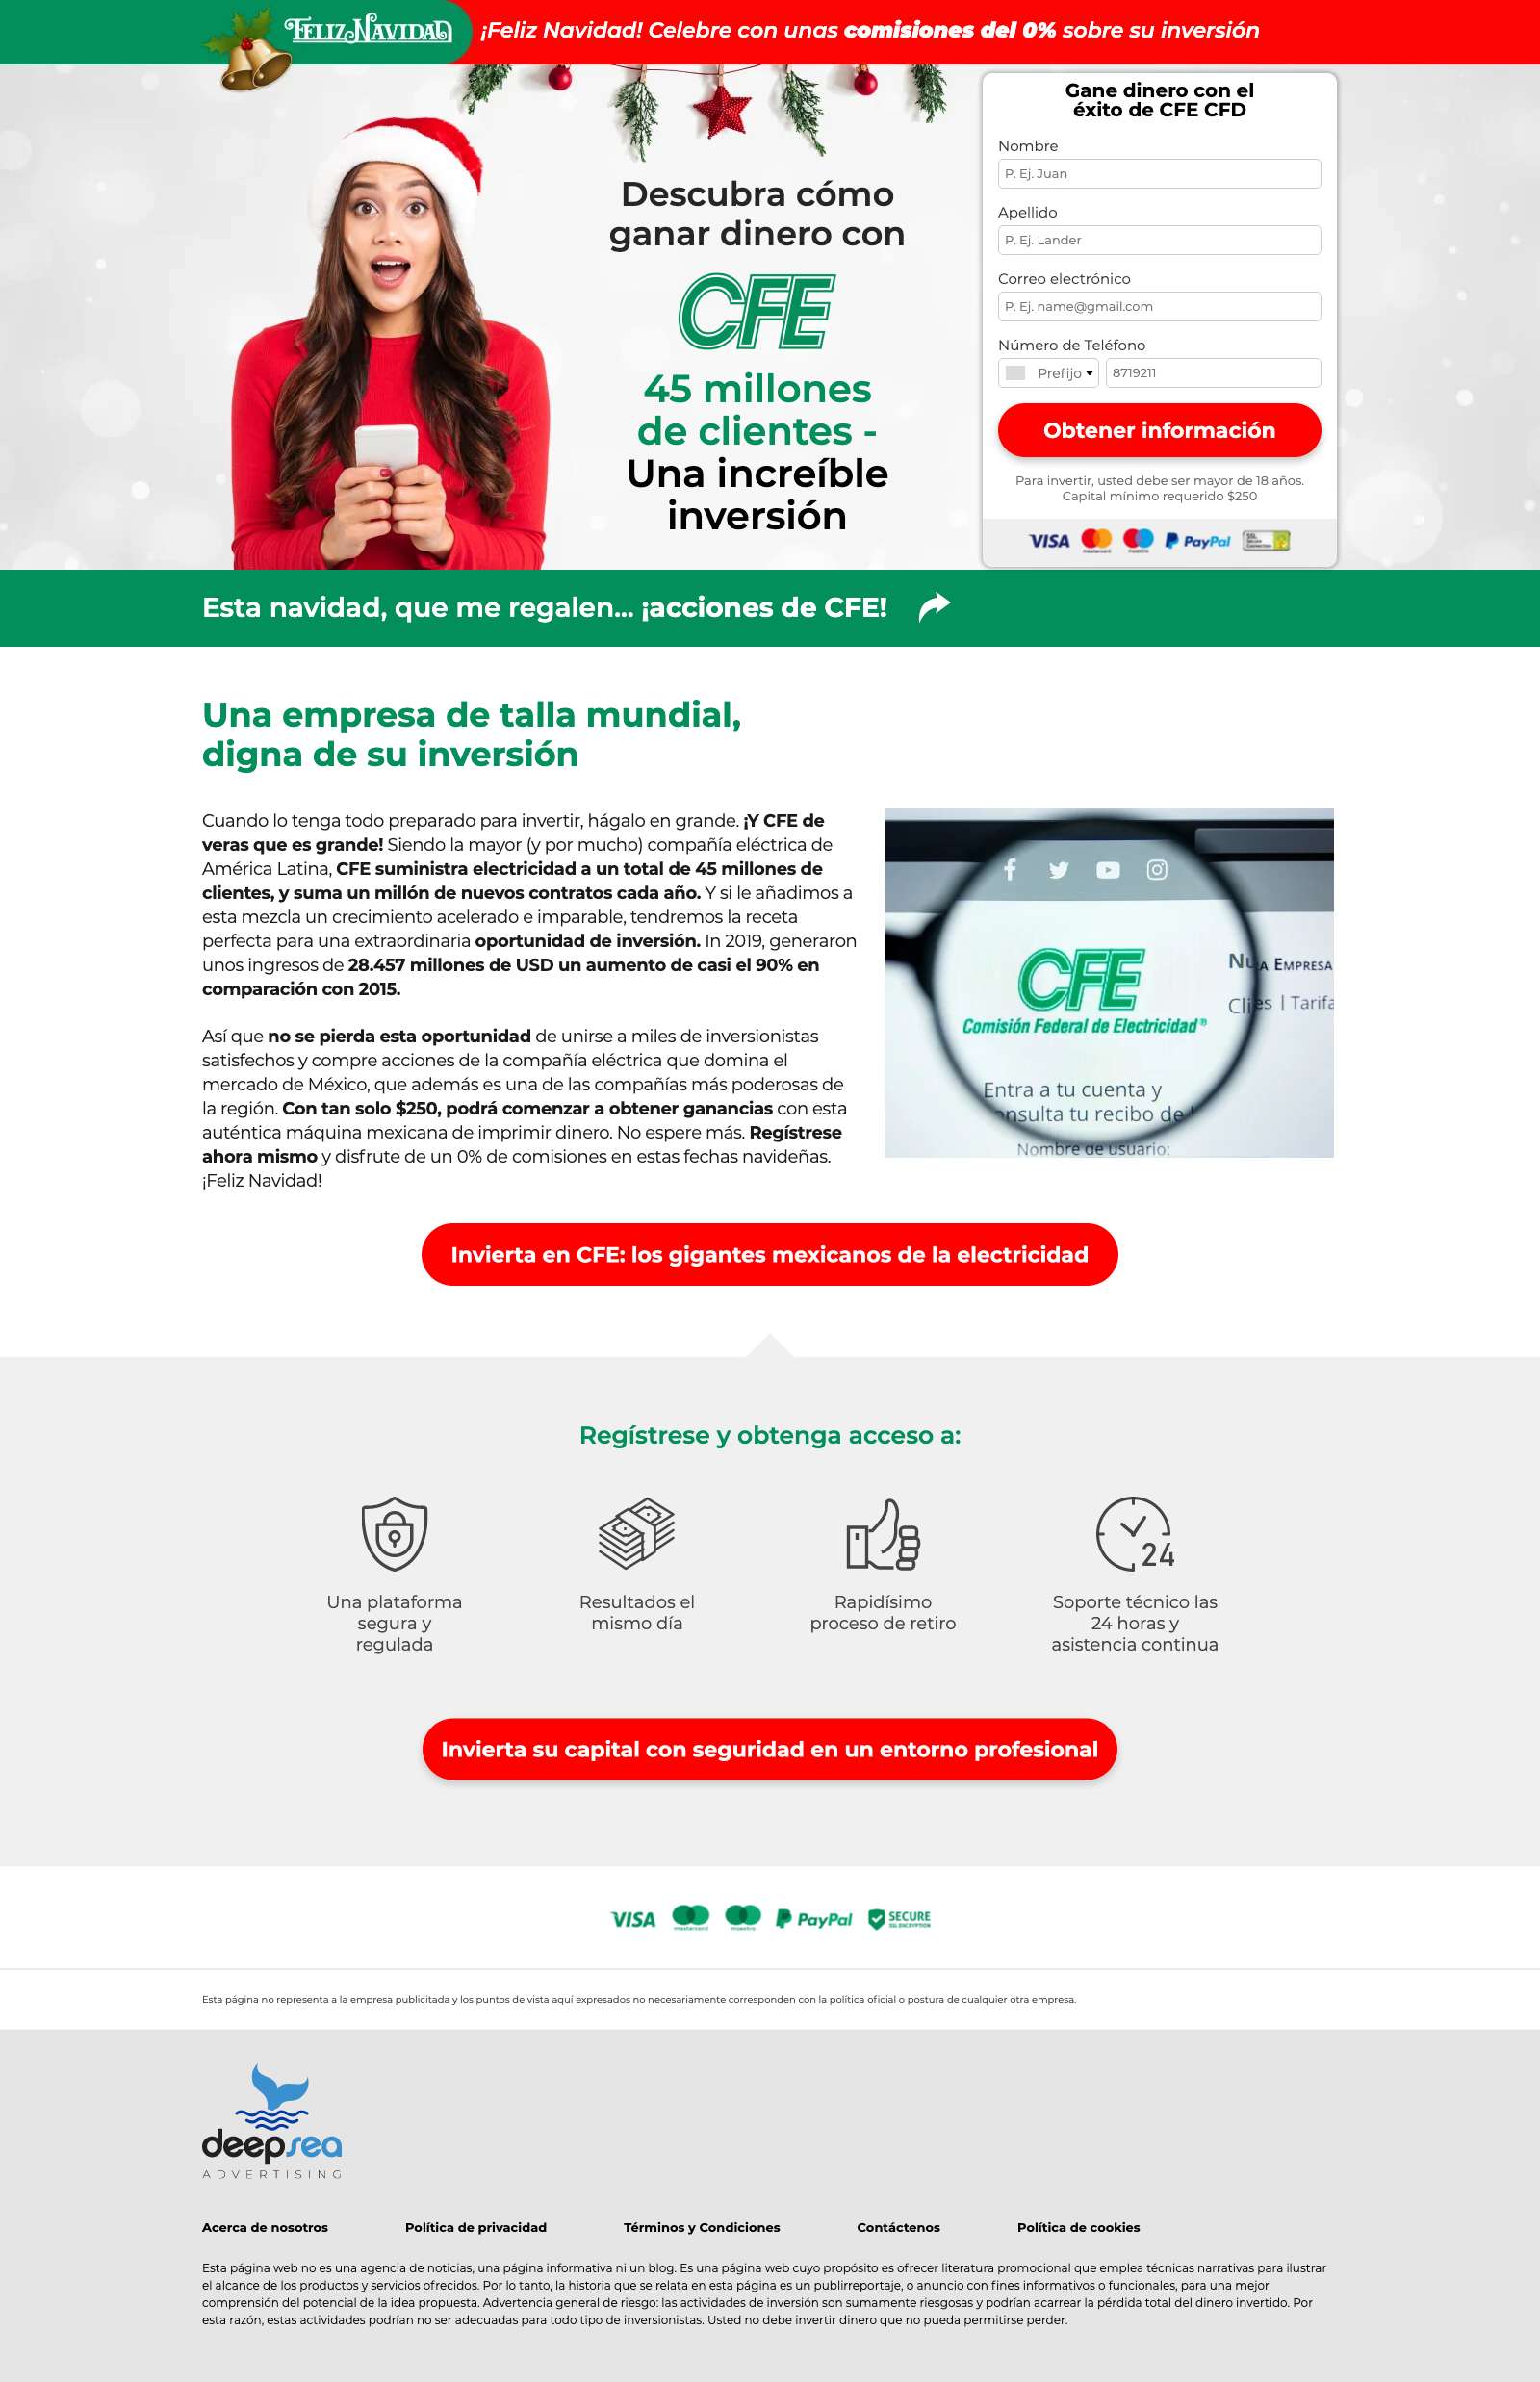 FELIZ NAVIDAD
¡Feliz Navidad! Celebre con unas comisiones del 0% sobre su inversión
Descubra cómo
ganar dinero con
CFE
45 millones
de clientes -
Una increíble
inversión
Gane dinero con el
éxito de CFE CFD
Nombre
P. Ej. Juan
Apellido
P. Ej. Lander
Correo electrónico
P. Ej. name@gmail.com
Número de Teléfono
Prefijo 8719211
Obtener información
Para invertir, usted debe ser mayor de 18 años.
Capital mínimo requerido $250
VISA mastercard maestro PayPal
Esta navidad, que me regalen... ¡acciones de CFE!
Una empresa de talla mundial,
digna de su inversión
Cuando lo tenga todo preparado para invertir, hágalo en grande. ¡Y CFE de
veras que es grande! Siendo la mayor (y por mucho) compañía eléctrica de
América Latina, CFE suministra electricidad a un total de 45 millones de
clientes, y suma un millón de nuevos contratos cada año. Y si le añadimos a
esta mezcla un crecimiento acelerado e imparable, tendremos la receta
perfecta para una extraordinaria oportunidad de inversión. In 2019, generaron
unos ingresos de 28.457 millones de USD un aumento de casi el 90% en
comparación con 2015.
Así que no se pierda esta oportunidad de unirse a miles de inversionistas
satisfechos y compre acciones de la compañía eléctrica que domina el
mercado de México, que además es una de las compañías más poderosas de
la región. Con tan solo $250, podrá comenzar a obtener ganancias con esta
auténtica máquina mexicana de imprimir dinero. No espere más. Regístrese
ahora mismo y disfrute de un 0% de comisiones en estas fechas navideñas.
¡Feliz Navidad!
CFE
Comisión Federal de Electricidad®
EMPRESA
Tarifa
Entra a tu cuenta y
consulta tu recibo de
Nombre de usuario:
Invierta en CFE: los gigantes mexicanos de la electricidad
Regístrese y obtenga acceso a:
24
Una plataforma
segura y
regulada
Resultados el
mismo día
Rapidísimo
proceso de retiro
Soporte técnico las
24 horas y
asistencia continua
Invierta su capital con seguridad en un entorno profesional
VISA mastercard maestro PayPal SECURE
SSL ENCRYPTION
Esta página no representa a la empresa publicitada y los puntos de vista aquí expresados no necesariamente corresponden con la política oficial o postura de cualquier otra empresa.
deepsea
ADVERTISING
Acerca de nosotros Política de privacidad Términos y Condiciones Contáctenos Política de cookies
Esta página web no es una agencia de noticias, una página informativa ni un blog. Es una página web cuyo propósito es ofrecer literatura promocional que emplea técnicas narrativas para ilustrar
el alcance de los productos y servicios ofrecidos. Por lo tanto, la historia que se relata en esta página es un publirreportaje, o anuncio con fines informativos o funcionales, para una mejor
comprensión del potencial de la idea propuesta. Advertencia general de riesgo: las actividades de inversión son sumamente riesgosas y podrían acarrear la pérdida total del dinero invertido. Por
esta razón, estas actividades podrían no ser adecuadas para todo tipo de inversionistas. Usted no debe invertir dinero que no pueda permitirse perder.